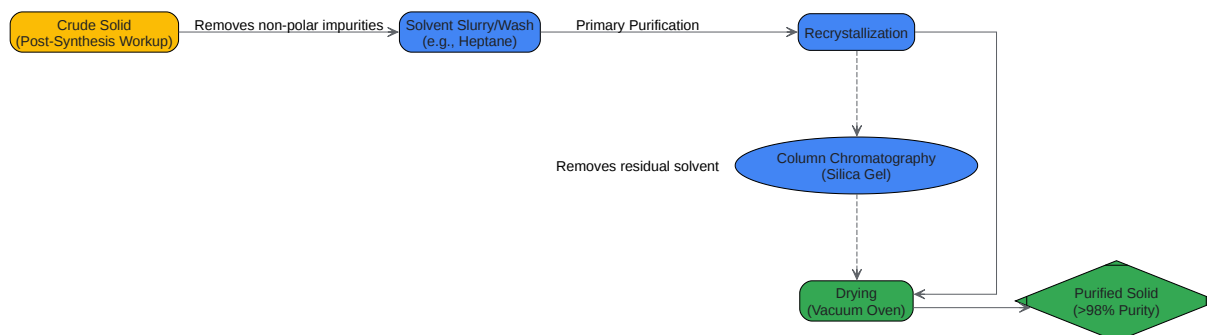 Crude Solid
(Post-Synthesis Workup)
Removes non-polar impurities
Solvent Slurry/Wash
(e.g., Heptane)
Primary Purification
Recrystallization
Column Chromatography
(Silica Gel)
Removes residual solvent
Drying
(Vacuum Oven)
Purified Solid
(>98% Purity)